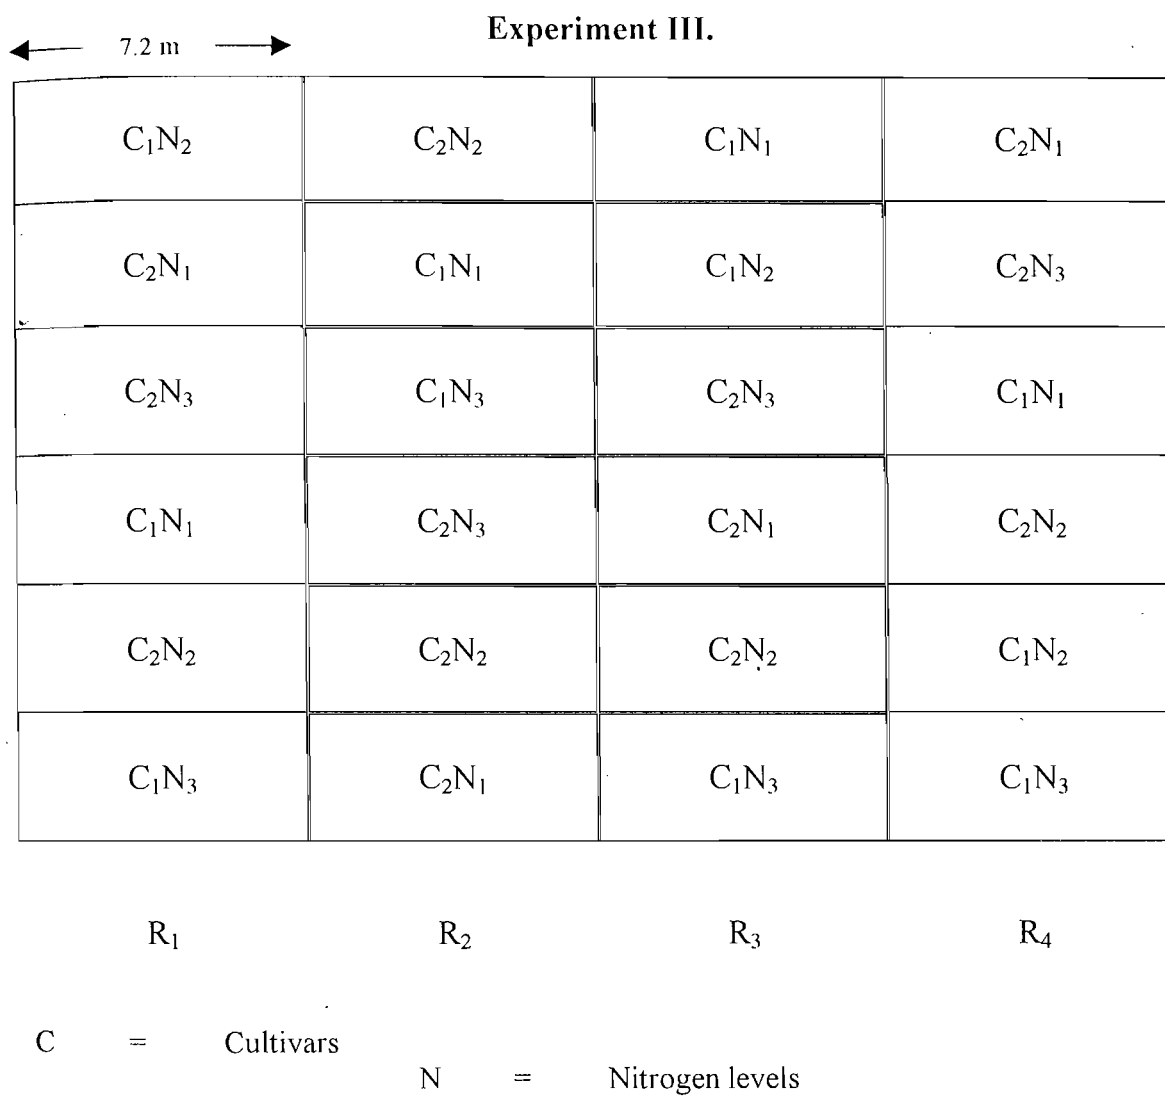 Experiment III.
7.2 m
C₁N₂ C₂N₂ C₁N₁ C₂N₁
C₂N₁ C₁N₁ C₁N₂ C₂N₃
C₂N₃ C₁N₃ C₂N₃ C₁N₁
C₁N₁ C₂N₃ C₂N₁ C₂N₂
C₂N₂ C₂N₂ C₂N₂ C₁N₂
C₁N₃ C₂N₁ C₁N₃ C₁N₃
R₁ R₂ R₃ R₄
C = Cultivars
N = Nitrogen levels